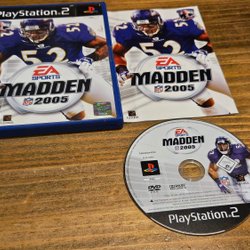 PlayStation 2
52
EA
SPORTS
MADDEN
NFL 2005
52
EA
SPORTS
MADDEN
NFL 2005
EA
SPORTS
MADDEN
NFL 2005
DVD
PlayStation 2